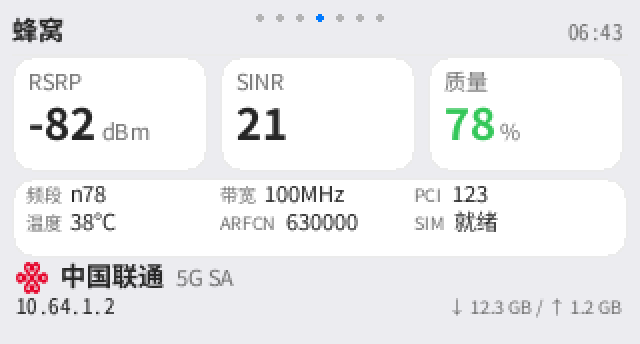 蜂窝 06:43
RSRP SINR 质量
-82 dBm 21 78 %
频段 n78 带宽 100MHz PCI 123
温度 38°C ARFCN 630000 SIM 就绪
中国联通 5G SA
10.64.1.2 ↓ 12.3 GB / ↑ 1.2 GB